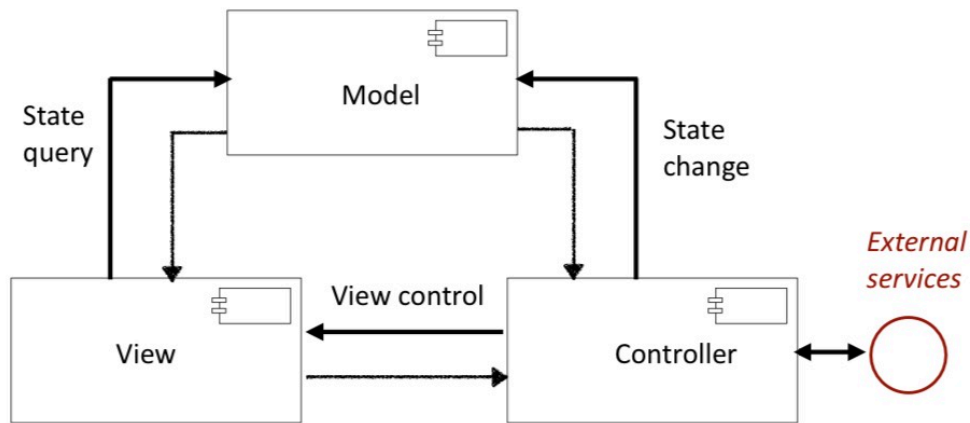 Model
State
query
State
change
External
services
View control
View
Controller